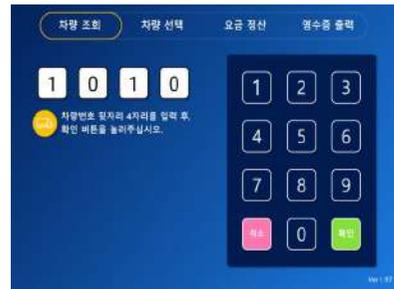 차량 조회 차량 선택 요금 정산 영수증 출력
1 0 1 0
차량번호 뒷자리 4자리를 입력 후,
확인 버튼을 눌러주십시오.
1 2 3
4 5 6
7 8 9
취소 0 확인